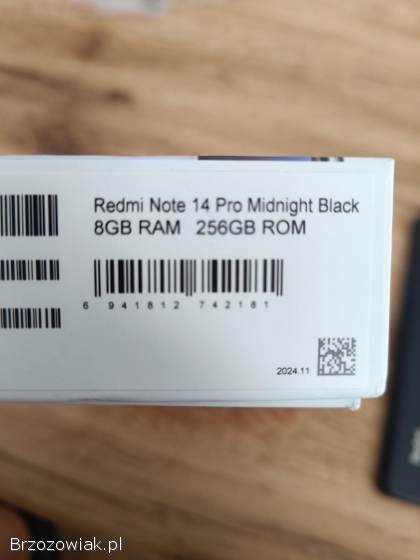 Redmi Note 14 Pro Midnight Black
8GB RAM 256GB ROM
6 941812 742181
2024.11
Brzozowiak.pl